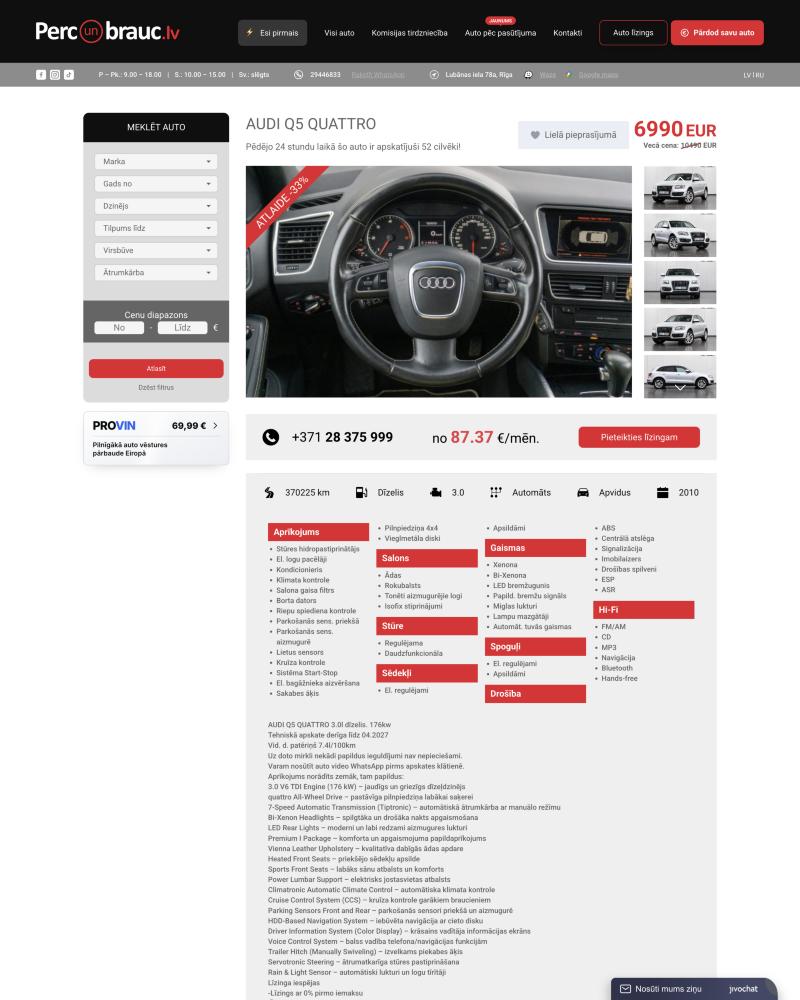 Perc un brauc.lv
Esi pirmais
Visi auto
Komisijas tirdzniecība
JAUNUMS
Auto pēc pasūtījuma
Kontakti
Auto līzings
Pārdod savu auto
P – Pk.: 9.00 – 18.00 | S.: 10.00 – 15.00 | Sv.: slēgts
29446833 Rakstīt WhatsApp
Lubānas iela 78a, Rīga
Waze
Google maps
LV | RU
MEKLĒT AUTO
Marka
Gads no
Dzinējs
Tilpums līdz
Virsbūve
Ātrumkārba
Cenu diapazons
No - Līdz €
Atlasīt
Dzēst filtrus
PROVIN 69,99 € >
Pilnīgākā auto vēstures
pārbaude Eiropā
AUDI Q5 QUATTRO
Pēdējo 24 stundu laikā šo auto ir apskatījuši 52 cilvēki!
Lielā pieprasījumā
6990 EUR
Vecā cena: 10490 EUR
ATLAIDE -33%
+371 28 375 999
no 87.37 €/mēn.
Pieteikties līzingam
370225 km
Dīzelis
3.0
Automāts
Apvidus
2010
Aprīkojums
• Stūres hidropastiprinātājs
• El. logu pacēlāji
• Kondicionieris
• Klimata kontrole
• Salona gaisa filtrs
• Borta dators
• Riepu spiediena kontrole
• Parkošanās sens. priekšā
• Parkošanās sens.
aizmugurē
• Lietus sensors
• Kruīza kontrole
• Sistēma Start-Stop
• El. bagāžnieka aizvēršana
• Sakabes āķis
• Pilnpiedziņa 4x4
• Vieglmetāla diski
Salons
• Ādas
• Rokubalsts
• Tonēti aizmugurējie logi
• Isofix stiprinājumi
Stūre
• Regulējama
• Daudzfunkcionāla
Sēdekļi
• El. regulējami
• Apsildāmi
Gaismas
• Xenona
• Bi-Xenona
• LED bremžugunis
• Papild. bremžu signāls
• Miglas lukturi
• Lampu mazgātāji
• Automāt. tuvās gaismas
Spoguļi
• El. regulējami
• Apsildāmi
Drošība
• ABS
• Centrālā atslēga
• Signalizācija
• Imobilaizers
• Drošības spilveni
• ESP
• ASR
Hi-Fi
• FM/AM
• CD
• MP3
• Navigācija
• Bluetooth
• Hands-free
AUDI Q5 QUATTRO 3.0l dīzelis. 176kw
Tehniskā apskate derīga līdz 04.2027
Vid. d. patēriņš 7.4l/100km
Uz doto mirkli nekādi papildus ieguldījumi nav nepieciešami.
Varam nosūtīt auto video WhatsApp pirms apskates klātienē.
Aprīkojums norādīts zemāk, tam papildus:
3.0 V6 TDI Engine (176 kW) – jaudīgs un griezīgs dīzeļdzinējs
quattro All-Wheel Drive – pastāvīga pilnpiedziņa labākai saķerei
7-Speed Automatic Transmission (Tiptronic) – automātiskā ātrumkārba ar manuālo režīmu
Bi-Xenon Headlights – spilgtāka un drošāka nakts apgaismošana
LED Rear Lights – moderni un labi redzami aizmugures lukturi
Premium I Package – komforta un apgaismojuma papildaprīkojums
Vienna Leather Upholstery – kvalitatīva dabīgās ādas apdare
Heated Front Seats – priekšējo sēdekļu apsilde
Sports Front Seats – labāks sānu atbalsts un komforts
Power Lumbar Support – elektrisks jostasvietas atbalsts
Climatronic Automatic Climate Control – automātiska klimata kontrole
Cruise Control System (CCS) – kruīza kontrole garākiem braucieniem
Parking Sensors Front and Rear – parkošanās sensori priekšā un aizmugurē
HDD-Based Navigation System – iebūvēta navigācija ar cieto disku
Driver Information System (Color Display) – krāsains vadītāja informācijas ekrāns
Voice Control System – balss vadība telefona/navigācijas funkcijām
Trailer Hitch (Manually Swiveling) – izvelkams piekabes āķis
Servotronic Steering – ātrumatkarīga stūres pastiprināšana
Rain & Light Sensor – automātiski lukturi un logu tīrītāji
Līzinga iespējas
-Līzings ar 0% pirmo iemaksu
Nosūti mums ziņu
jivochat